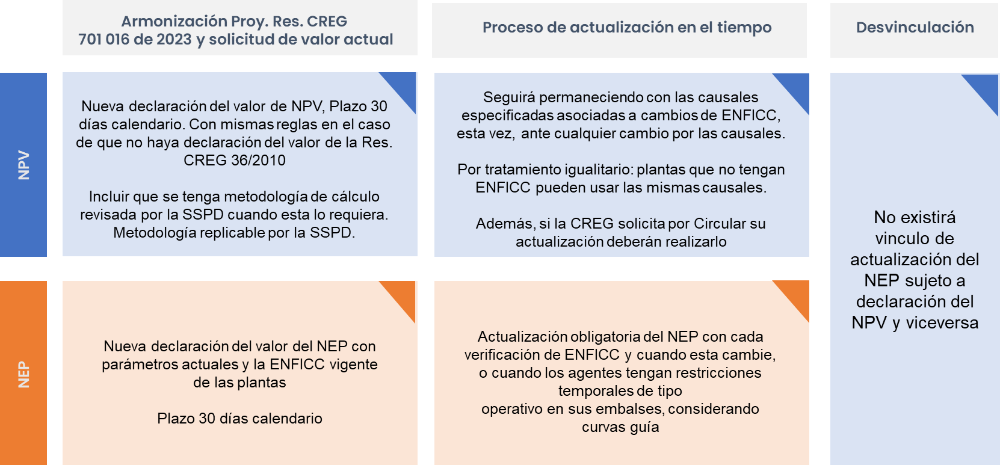 Armonización Proy. Res. CREG
701 016 de 2023 y solicitud de valor actual
Proceso de actualización en el tiempo
Desvinculación
NPV
Nueva declaración del valor de NPV, Plazo 30
días calendario. Con mismas reglas en el caso
de que no haya declaración del valor de la Res.
CREG 36/2010
Incluir que se tenga metodología de cálculo
revisada por la SSPD cuando esta lo requiera.
Metodología replicable por la SSPD.
Seguirá permaneciendo con las causales
especificadas asociadas a cambios de ENFICC,
esta vez, ante cualquier cambio por las causales.
Por tratamiento igualitario: plantas que no tengan
ENFICC pueden usar las mismas causales.
Además, si la CREG solicita por Circular su
actualización deberán realizarlo
No existirá
vinculo de
actualización del
NEP sujeto a
declaración del
NPV y viceversa
NEP
Nueva declaración del valor del NEP con
parámetros actuales y la ENFICC vigente
de las plantas
Plazo 30 días calendario
Actualización obligatoria del NEP con cada
verificación de ENFICC y cuando esta cambie,
o cuando los agentes tengan restricciones
temporales de tipo
operativo en sus embalses, considerando
curvas guía